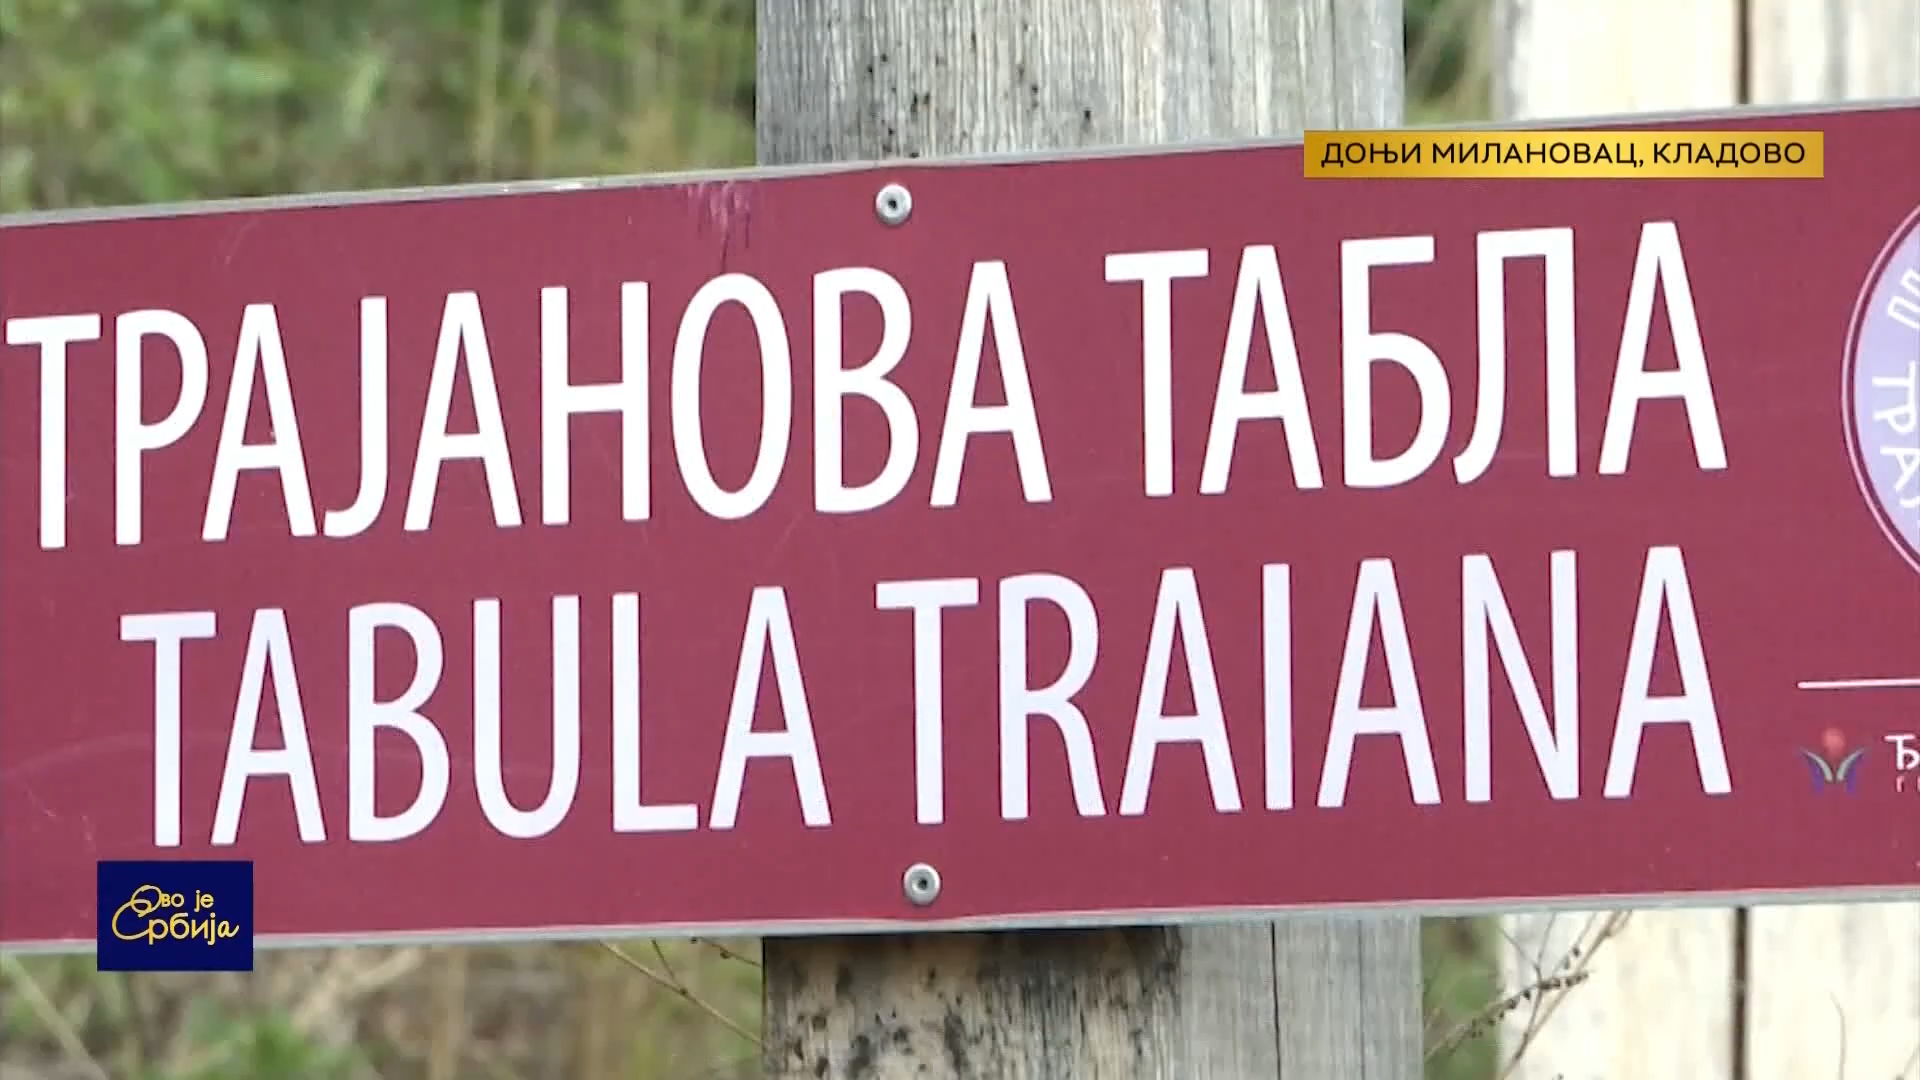 ДОЊИ МИЛАНОВАЦ, КЛАДОВО
ТРАЈАНОВА ТАБЛА
TABULA TRAIANA
Ово је
Србија